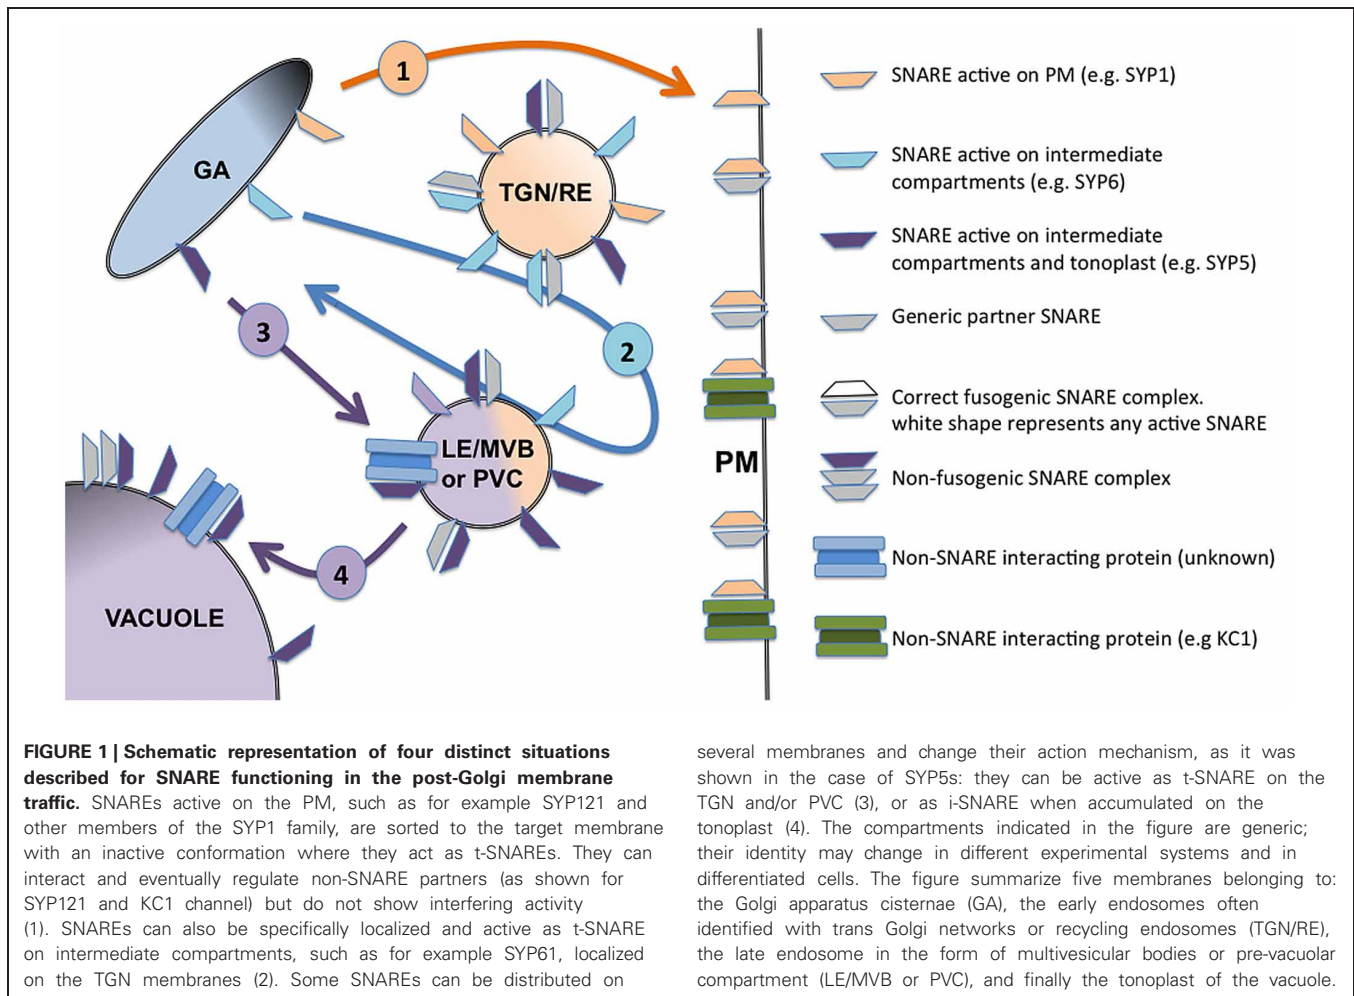 1
SNARE active on PM (e.g. SYP1)
GA
TGN/RE
SNARE active on intermediate
compartments (e.g. SYP6)
SNARE active on intermediate
compartments and tonoplast (e.g. SYP5)
3
2
Generic partner SNARE
Correct fusogenic SNARE complex.
white shape represents any active SNARE
LE/MVB
or PVC
PM
Non-fusogenic SNARE complex
4
Non-SNARE interacting protein (unknown)
VACUOLE
Non-SNARE interacting protein (e.g KC1)
FIGURE 1 | Schematic representation of four distinct situations
described for SNARE functioning in the post-Golgi membrane
traffic. SNAREs active on the PM, such as for example SYP121 and
other members of the SYP1 family, are sorted to the target membrane
with an inactive conformation where they act as t-SNAREs. They can
interact and eventually regulate non-SNARE partners (as shown for
SYP121 and KC1 channel) but do not show interfering activity
(1). SNAREs can also be specifically localized and active as t-SNARE
on intermediate compartments, such as for example SYP61, localized
on the TGN membranes (2). Some SNAREs can be distributed on
several membranes and change their action mechanism, as it was
shown in the case of SYP5s: they can be active as t-SNARE on the
TGN and/or PVC (3), or as i-SNARE when accumulated on the
tonoplast (4). The compartments indicated in the figure are generic;
their identity may change in different experimental systems and in
differentiated cells. The figure summarize five membranes belonging to:
the Golgi apparatus cisternae (GA), the early endosomes often
identified with trans Golgi networks or recycling endosomes (TGN/RE),
the late endosome in the form of multivesicular bodies or pre-vacuolar
compartment (LE/MVB or PVC), and finally the tonoplast of the vacuole.